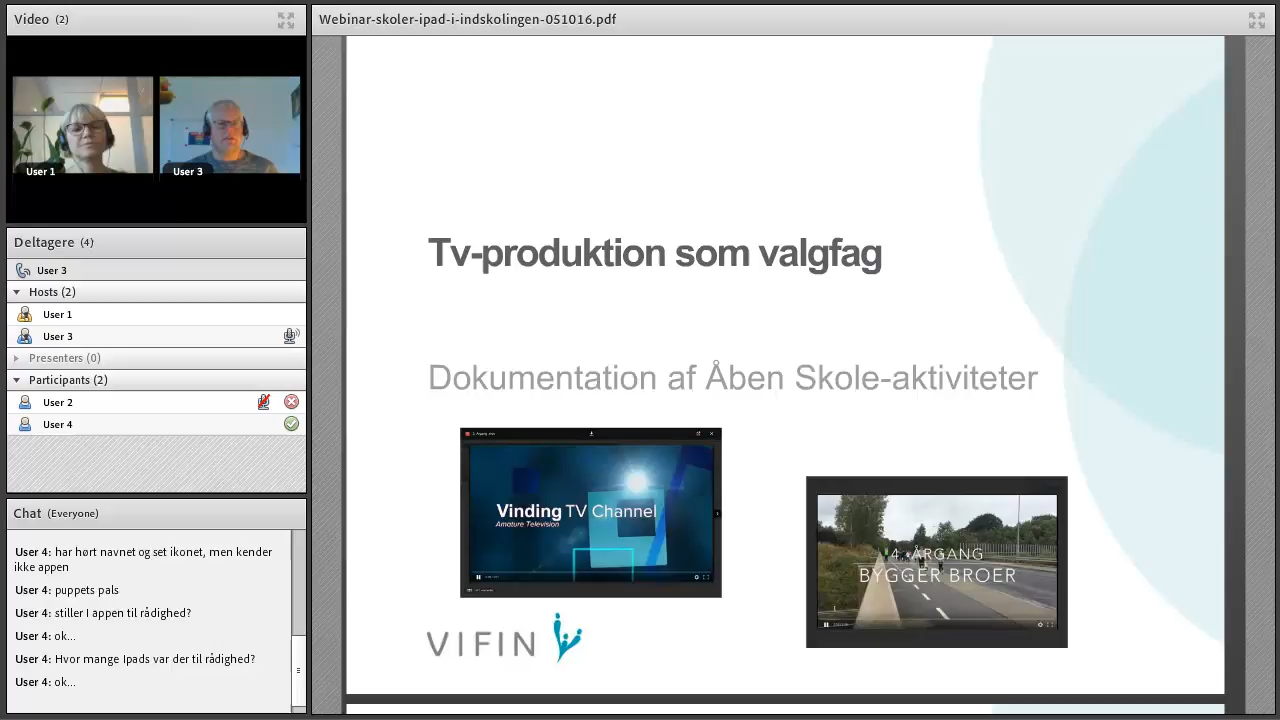 Video (2)
User 1
User 3
Deltagere (4)
User 3
Hosts (2)
User 1
User 3
Presenters (0)
Participants (2)
User 2
User 4
Chat (Everyone)
User 4: har hørt navnet og set ikonet, men kender
ikke appen
User 4: puppets pals
User 4: stiller I appen til rådighed?
User 4: ok...
User 4: Hvor mange Ipads var der til rådighed?
User 4: ok...
Webinar-skoler-ipad-i-indskolingen-051016.pdf
Tv-produktion som valgfag
Dokumentation af Åben Skole-aktiviteter
Vinding TV Channel
Amature Television
4. ÅRGANG
BYGGER BROER
VIFIN